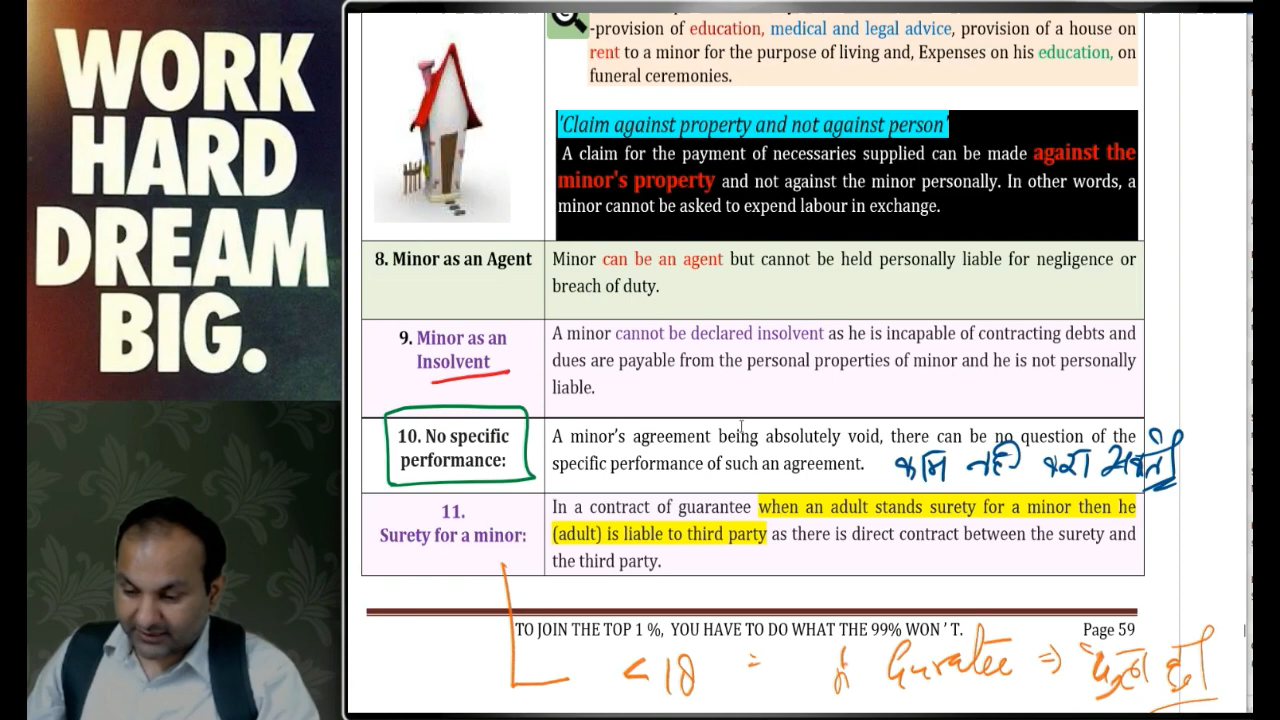 WORK
HARD
DREAM
BIG.
-provision of education, medical and legal advice, provision of a house on
rent to a minor for the purpose of living and, Expenses on his education, on
funeral ceremonies.
'Claim against property and not against person'
A claim for the payment of necessaries supplied can be made against the
minor's property and not against the minor personally. In other words, a
minor cannot be asked to expend labour in exchange.
8. Minor as an Agent
Minor can be an agent but cannot be held personally liable for negligence or
breach of duty.
9. Minor as an
Insolvent
A minor cannot be declared insolvent as he is incapable of contracting debts and
dues are payable from the personal properties of minor and he is not personally
liable.
10. No specific
performance:
A minor's agreement being absolutely void, there can be no question of the
specific performance of such an agreement.
नही
11.
Surety for a minor:
In a contract of guarantee when an adult stands surety for a minor then he
(adult) is liable to third party as there is direct contract between the surety and
the third party.
TO JOIN THE TOP 1 %, YOU HAVE TO DO WHAT THE 99% WON ' T.
Page 59
< 18 = Guratee ⇒